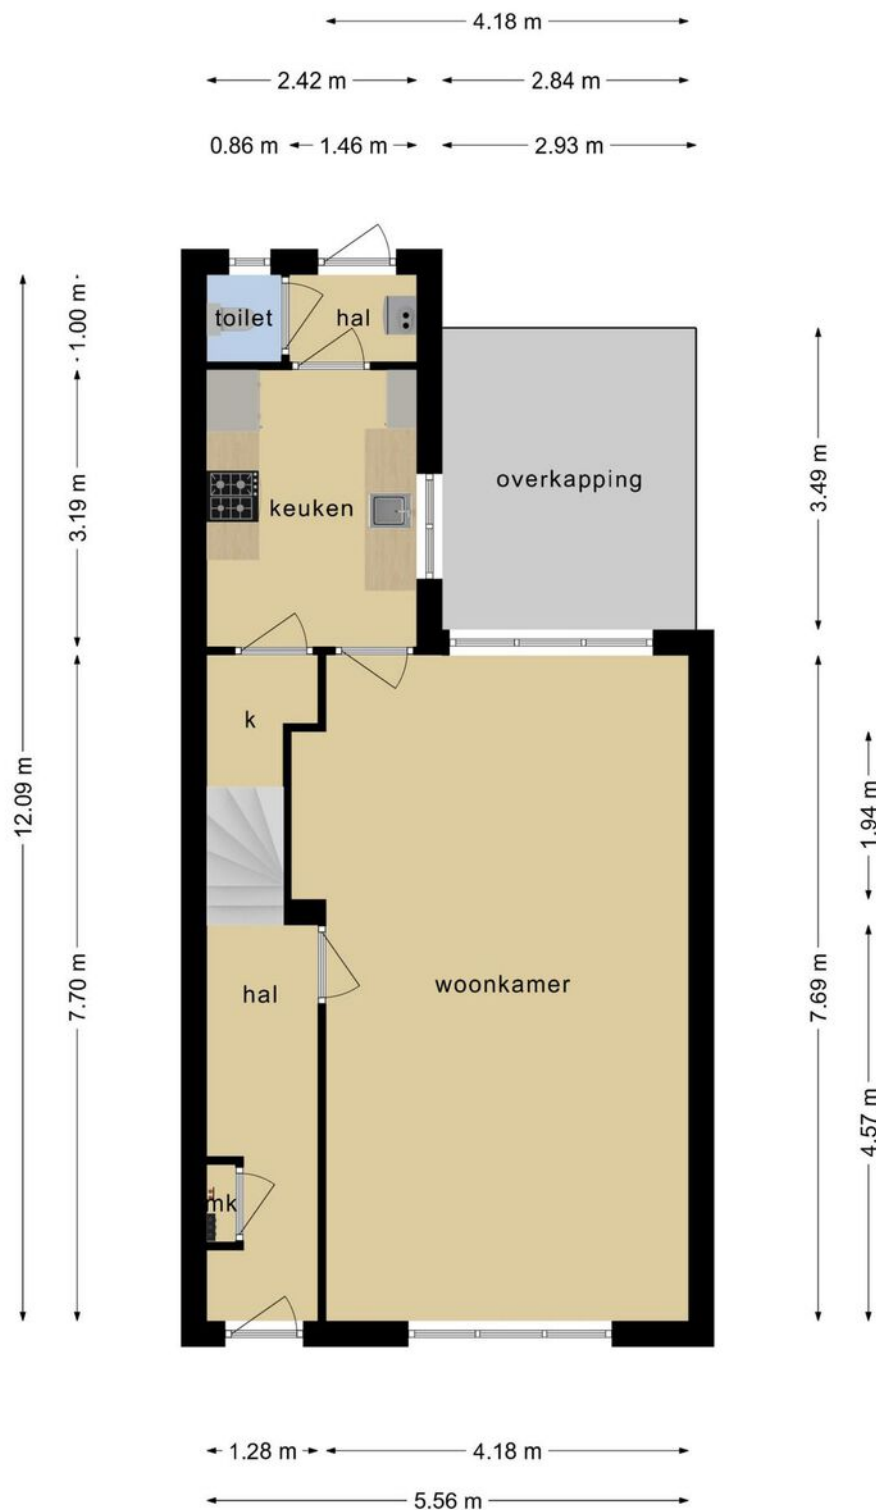 4.18 m
2.42 m
2.84 m
0.86 m
1.46 m
2.93 m
1.00 m
toilet
hal
3.19 m
keuken
overkapping
3.49 m
12.09 m
k
1.94 m
7.70 m
hal
woonkamer
7.69 m
4.57 m
mk
1.28 m
4.18 m
5.56 m